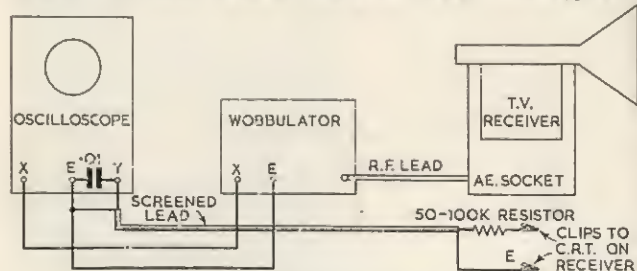 OSCILLOSCOPE
X
E
·01
Y
WOBBULATOR
X
E
T.V.
RECEIVER
R.F. LEAD
AE. SOCKET
SCREENED
LEAD
50-100K RESISTOR
CLIPS TO
C.R.T. ON
RECEIVER
E